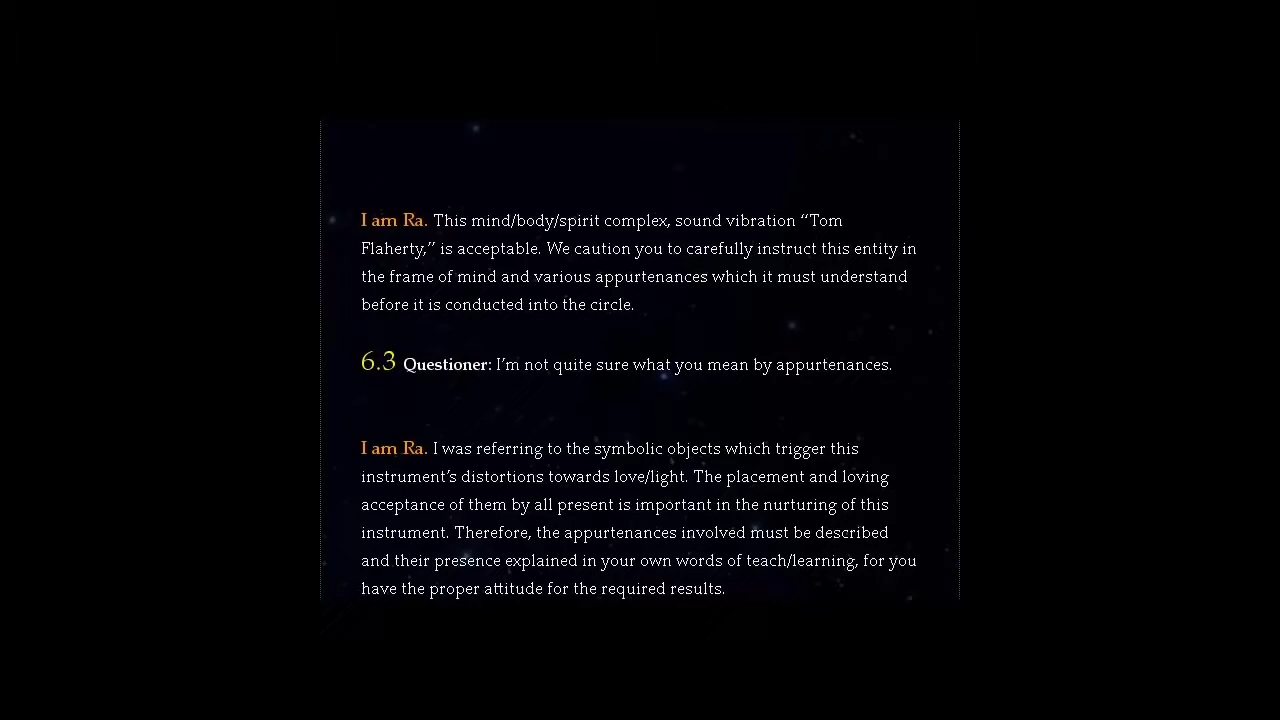 I am Ra. This mind/body/spirit complex, sound vibration “Tom
Flaherty,” is acceptable. We caution you to carefully instruct this entity in
the frame of mind and various appurtenances which it must understand
before it is conducted into the circle.
6.3 Questioner: I’m not quite sure what you mean by appurtenances.
I am Ra. I was referring to the symbolic objects which trigger this
instrument’s distortions towards love/light. The placement and loving
acceptance of them by all present is important in the nurturing of this
instrument. Therefore, the appurtenances involved must be described
and their presence explained in your own words of teach/learning, for you
have the proper attitude for the required results.